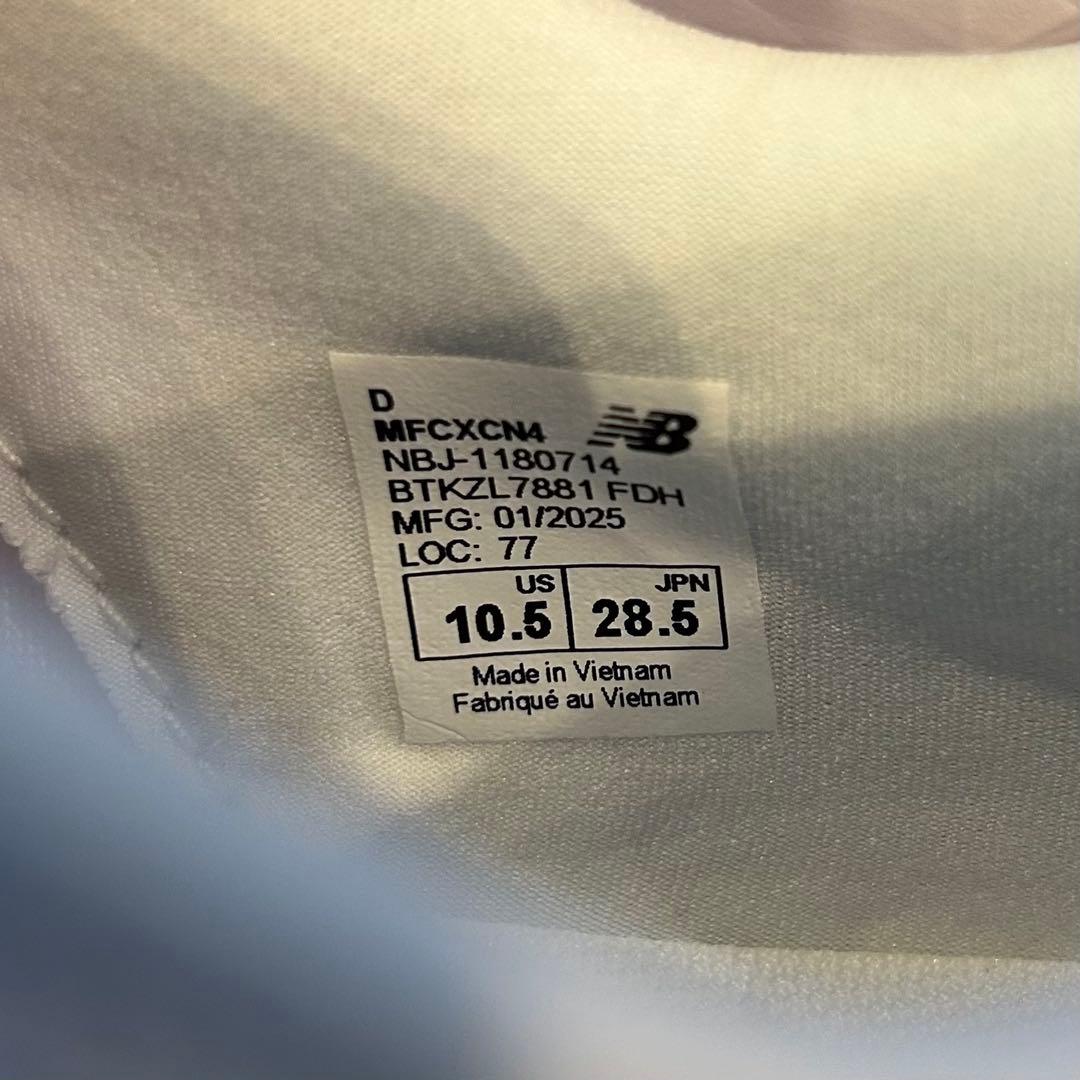 D
MFCXCN4
NB
NBJ-1180714
BTKZL7881 FDH
MFG: 01/2025
LOC: 77
US JPN
10.5 28.5
Made in Vietnam
Fabriqué au Vietnam